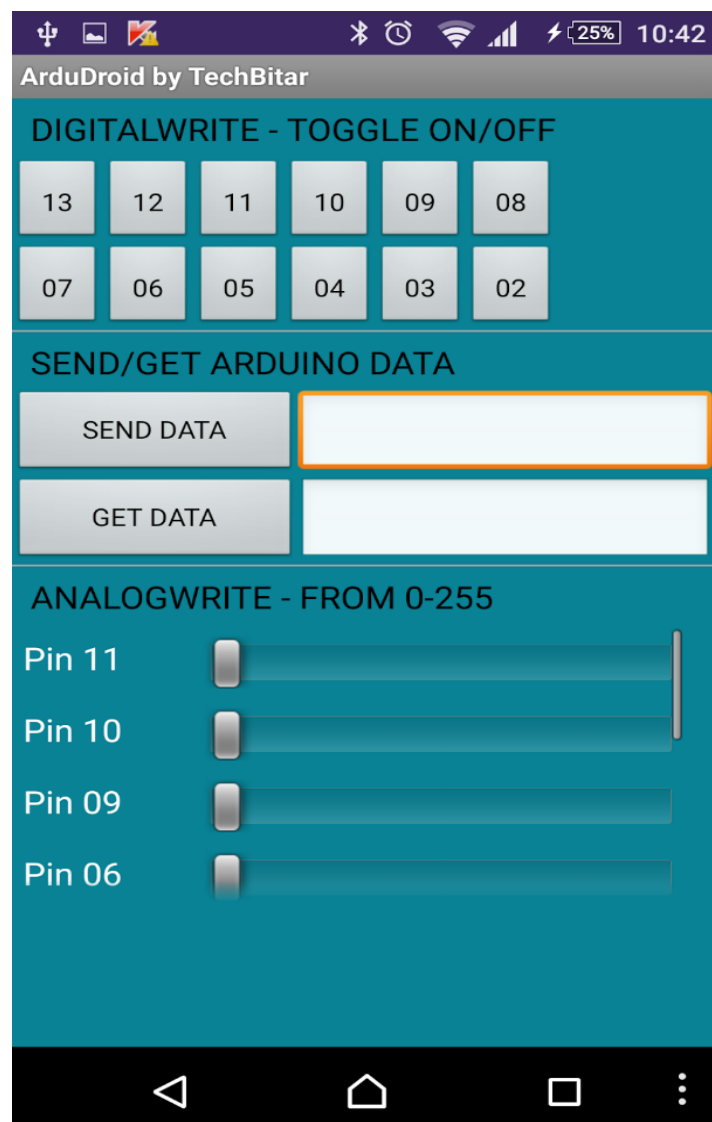 25% 10:42
ArduDroid by TechBitar
DIGITALWRITE - TOGGLE ON/OFF
13 12 11 10 09 08
07 06 05 04 03 02
SEND/GET ARDUINO DATA
SEND DATA
GET DATA
ANALOGWRITE - FROM 0-255
Pin 11
Pin 10
Pin 09
Pin 06